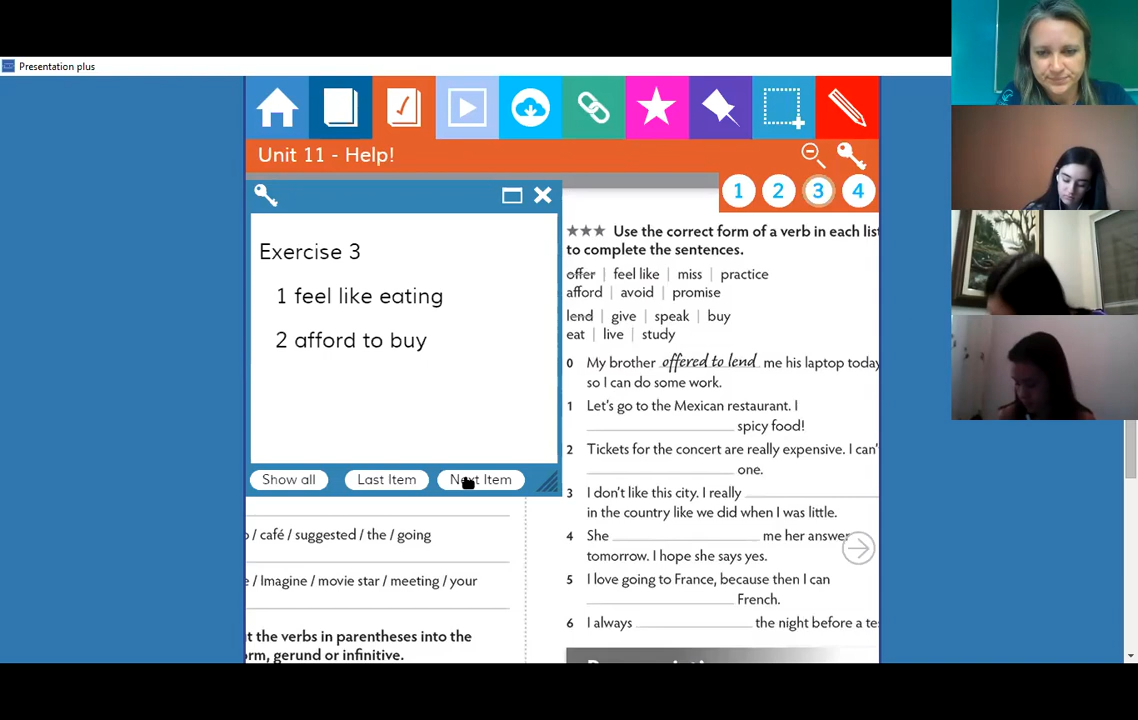 Presentation plus
Unit 11 - Help!
1 2 3 4
Exercise 3
1 feel like eating
2 afford to buy
Show all Last Item Next Item
/ café / suggested / the / going
/ Imagine / movie star / meeting / your
t the verbs in parentheses into the
rm, gerund or infinitive.
★★★ Use the correct form of a verb in each list
to complete the sentences.
offer | feel like | miss | practice
afford | avoid | promise
lend | give | speak | buy
eat | live | study
0 My brother offered to lend me his laptop today
so I can do some work.
1 Let's go to the Mexican restaurant. I
spicy food!
2 Tickets for the concert are really expensive. I can'
one.
3 I don't like this city. I really
in the country like we did when I was little.
4 She me her answer
tomorrow. I hope she says yes.
5 I love going to France, because then I can
French.
6 I always the night before a te